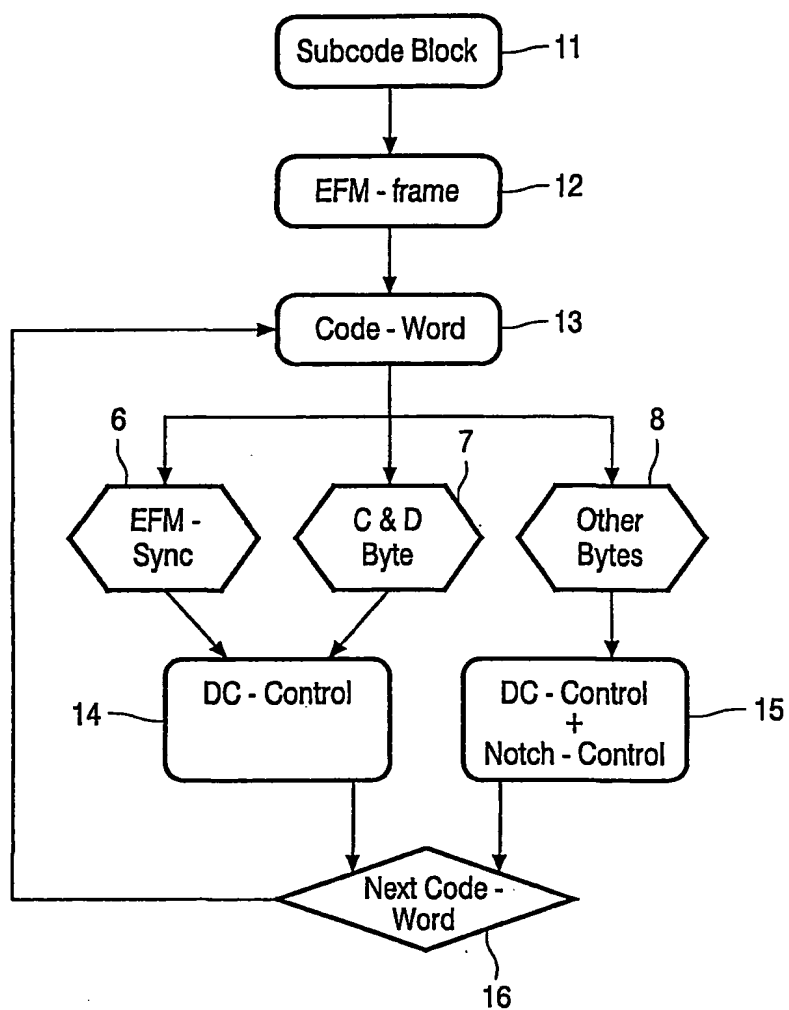 Subcode Block
11
EFM - frame
12
Code - Word
13
6
7
8
EFM -
Sync
C & D
Byte
Other
Bytes
14
DC - Control
DC - Control
+
Notch - Control
15
Next Code -
Word
16